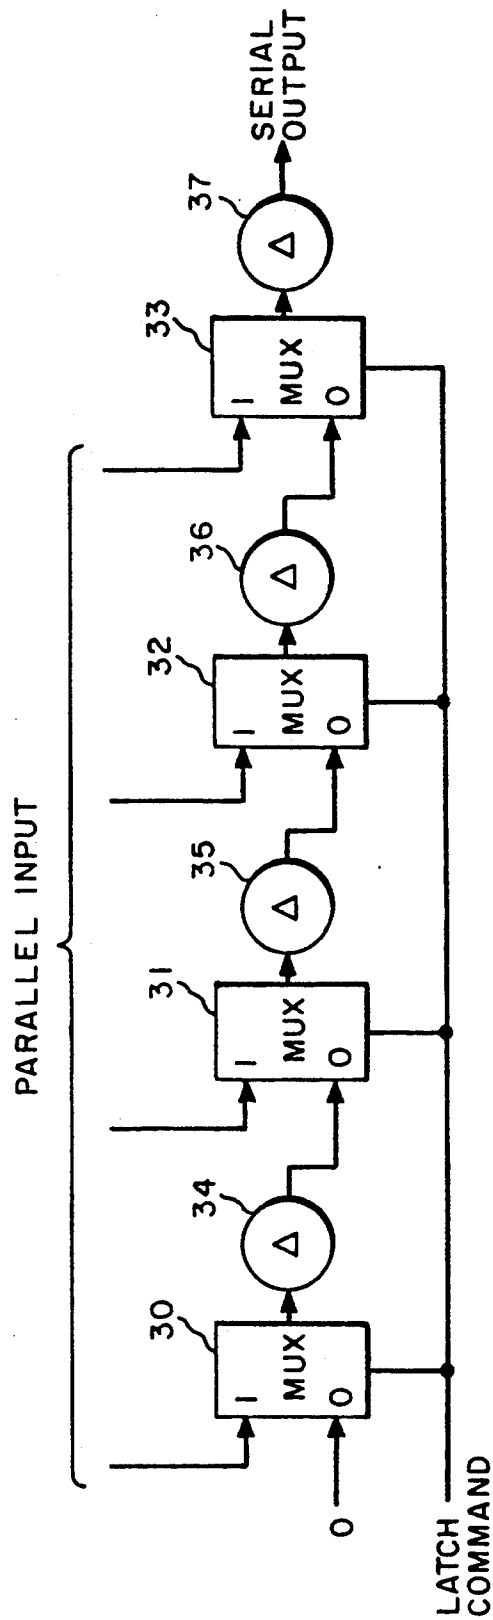 PARALLEL INPUT
30
34
31
35
32
36
33
37
1
MUX
0
Δ
1
MUX
0
Δ
1
MUX
0
Δ
1
MUX
0
Δ
SERIAL
OUTPUT
0
LATCH
COMMAND